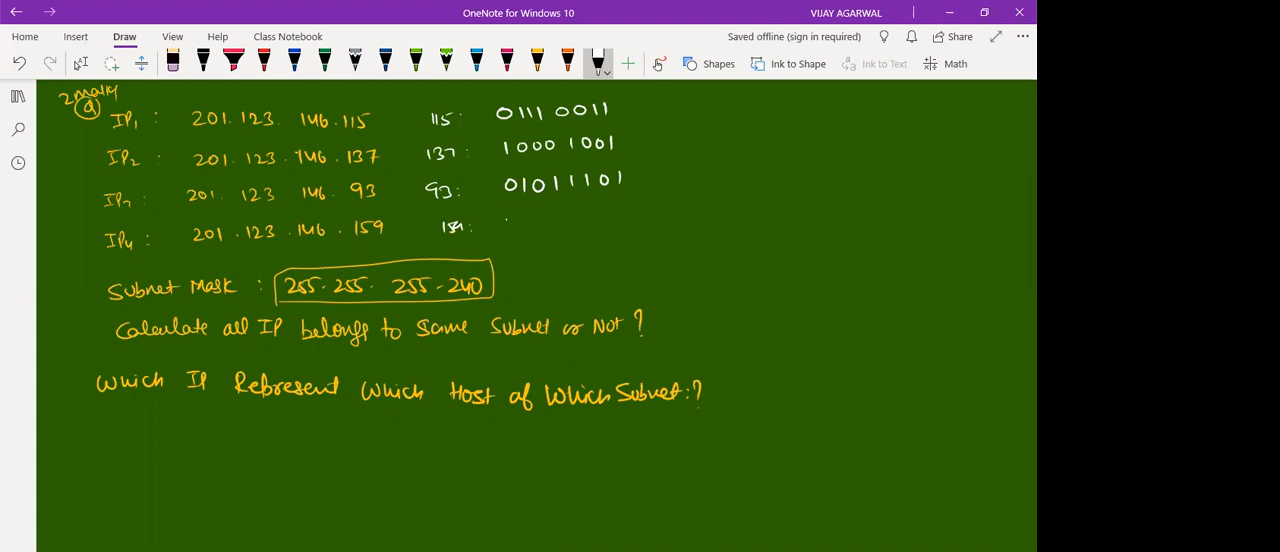 OneNote for Windows 10
VIJAY AGARWAL
Home Insert Draw View Help Class Notebook
Saved offline (sign in required) Share
Shapes Ink to Shape Ink to Text Math
2 mark
Q
IP1 : 201.123. 146.115 115: 0111 0011
IP2 : 201.123.146.137 137: 1000 1001
IP3 : 201. 123 146. 93 93: 01011101
IP4 : 201.123.146.159 159:
Subnet Mask : 255.255. 255.240
Calculate all IP belongs to same subnet or Not ?
Which IP Represent Which Host of Which Subnet:?